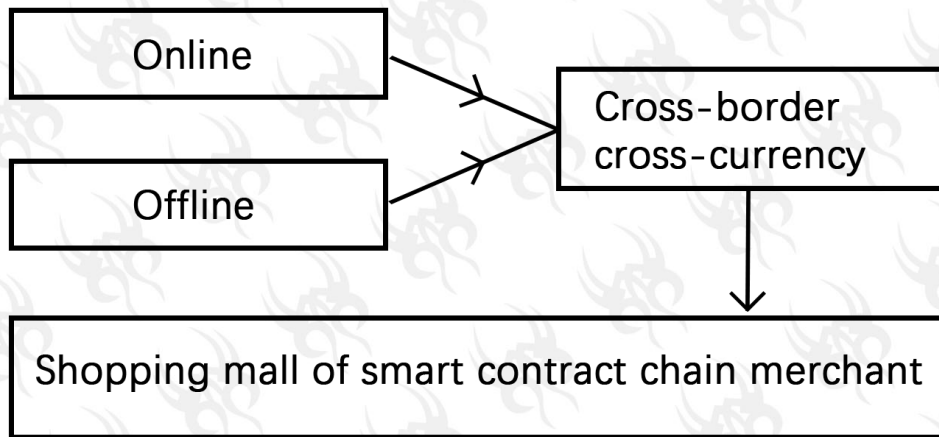 Online
Offline
Cross-border
cross-currency
Shopping mall of smart contract chain merchant